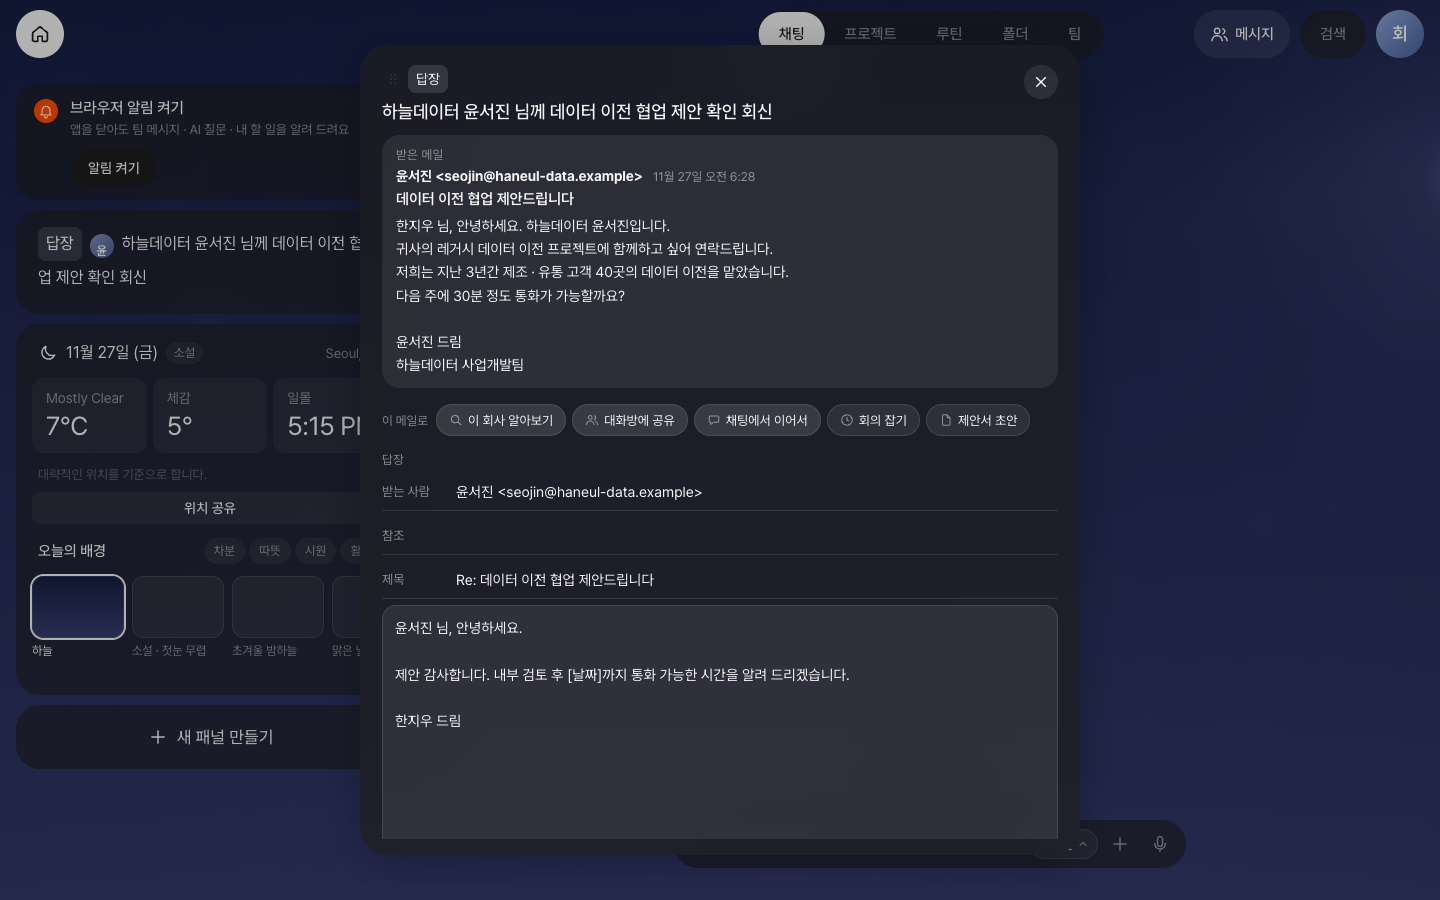 채팅
프로젝트
루틴
폴더
팀
메시지
검색
회
브라우저 알림 켜기
앱을 닫아도 팀 메시지 · AI 질문 · 내 할 일을 알려 드려요
알림 켜기
답장 윤 하늘데이터 윤서진 님께 데이터 이전 협
업 제안 확인 회신
11월 27일 (금) 소설 Seoul,
Mostly Clear
7°C
체감
5°
일몰
5:15 PM
대략적인 위치를 기준으로 합니다.
위치 공유
오늘의 배경 차분 따뜻 시원
하늘
소설 · 첫눈 무렵
초겨울 밤하늘
맑은
새 패널 만들기
답장
하늘데이터 윤서진 님께 데이터 이전 협업 제안 확인 회신
받은 메일
윤서진 <seojin@haneul-data.example> 11월 27일 오전 6:28
데이터 이전 협업 제안드립니다
한지우 님, 안녕하세요. 하늘데이터 윤서진입니다.
귀사의 레거시 데이터 이전 프로젝트에 함께하고 싶어 연락드립니다.
저희는 지난 3년간 제조 · 유통 고객 40곳의 데이터 이전을 맡았습니다.
다음 주에 30분 정도 통화가 가능할까요?
윤서진 드림
하늘데이터 사업개발팀
이 메일로 이 회사 알아보기 대화방에 공유 채팅에서 이어서 회의 잡기 제안서 초안
답장
받는 사람 윤서진 <seojin@haneul-data.example>
참조
제목 Re: 데이터 이전 협업 제안드립니다
윤서진 님, 안녕하세요.
제안 감사합니다. 내부 검토 후 [날짜]까지 통화 가능한 시간을 알려 드리겠습니다.
한지우 드림